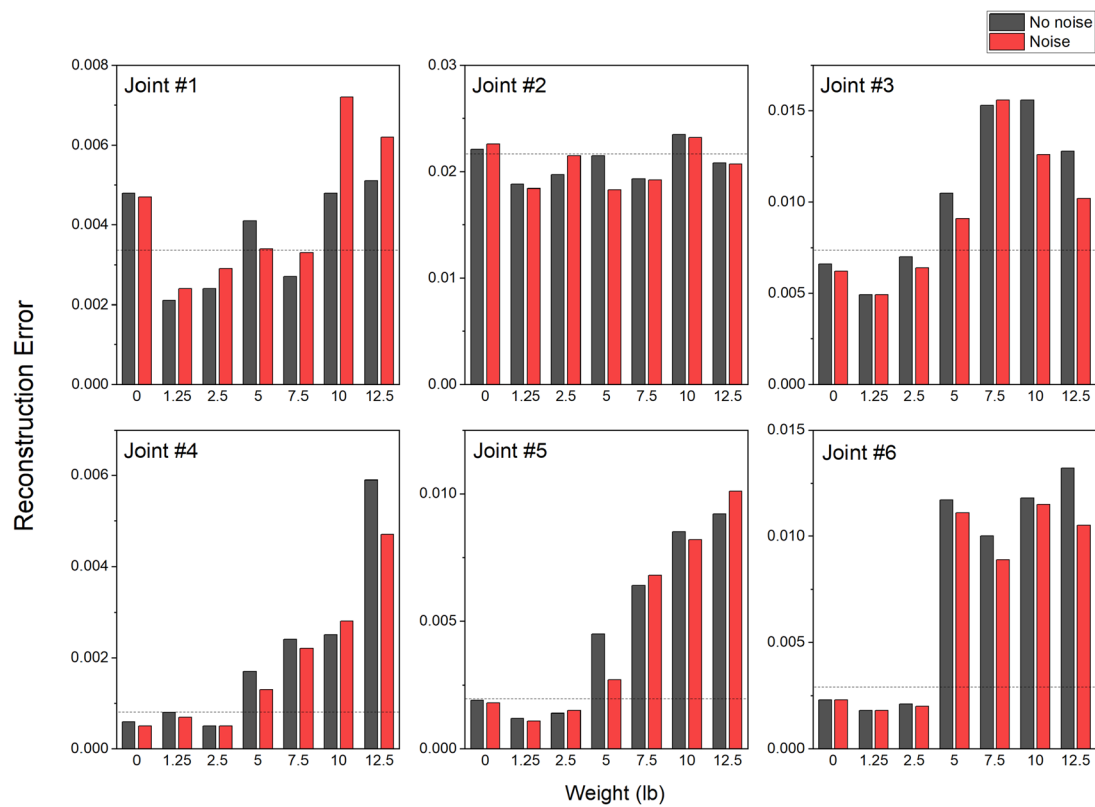 No noise
Noise
Reconstruction Error
Joint #1
0.008
0.006
0.004
0.002
0.000
0 1.25 2.5 5 7.5 10 12.5
Joint #2
0.03
0.02
0.01
0.00
0 1.25 2.5 5 7.5 10 12.5
Joint #3
0.015
0.010
0.005
0.000
0 1.25 2.5 5 7.5 10 12.5
Joint #4
0.006
0.004
0.002
0.000
0 1.25 2.5 5 7.5 10 12.5
Joint #5
0.010
0.005
0.000
0 1.25 2.5 5 7.5 10 12.5
Joint #6
0.015
0.010
0.005
0.000
0 1.25 2.5 5 7.5 10 12.5
Weight (lb)